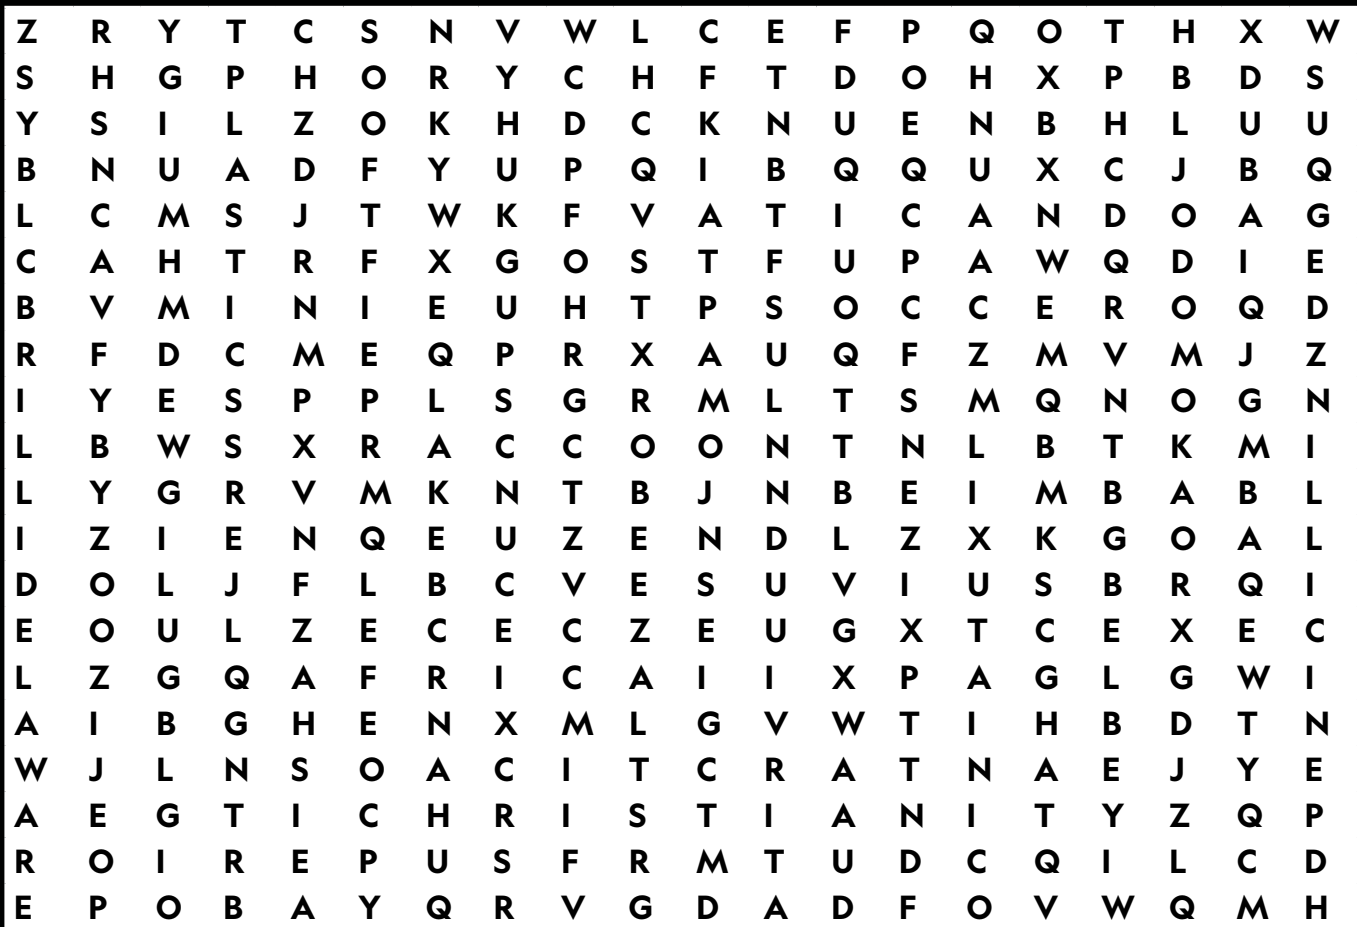 Z R Y T C S N V W L C E F P Q O T H X W
S H G P H O R Y C H F T D O H X P B D S
Y S I L Z O K H D C K N U E N B H L U U
B N U A D F Y U P Q I B Q Q U X C J B Q
L C M S J T W K F V A T I C A N D O A G
C A H T R F X G O S T F U P A W Q D I E
B V M I N I E U H T P S O C C E R O Q D
R F D C M E Q P R X A U Q F Z M V M J Z
I Y E S P P L S G R M L T S M Q N O G N
L B W S X R A C C O O N T N L B T K M I
L Y G R V M K N T B J N B E I M B A B L
I Z I E N Q E U Z E N D L Z X K G O A L
D O L J F L B C V E S U V I U S B R Q I
E O U L Z E C E C Z E U G X T C E X E C
L Z G Q A F R I C A I I X P A G L G W I
A I B G H E N X M L G V W T I H B D T N
W J L N S O A C I T C R A T N A E J Y E
A E G T I C H R I S T I A N I T Y Z Q P
R O I R E P U S F R M T U D C Q I L C D
E P O B A Y Q R V G D A D F O V W Q M H